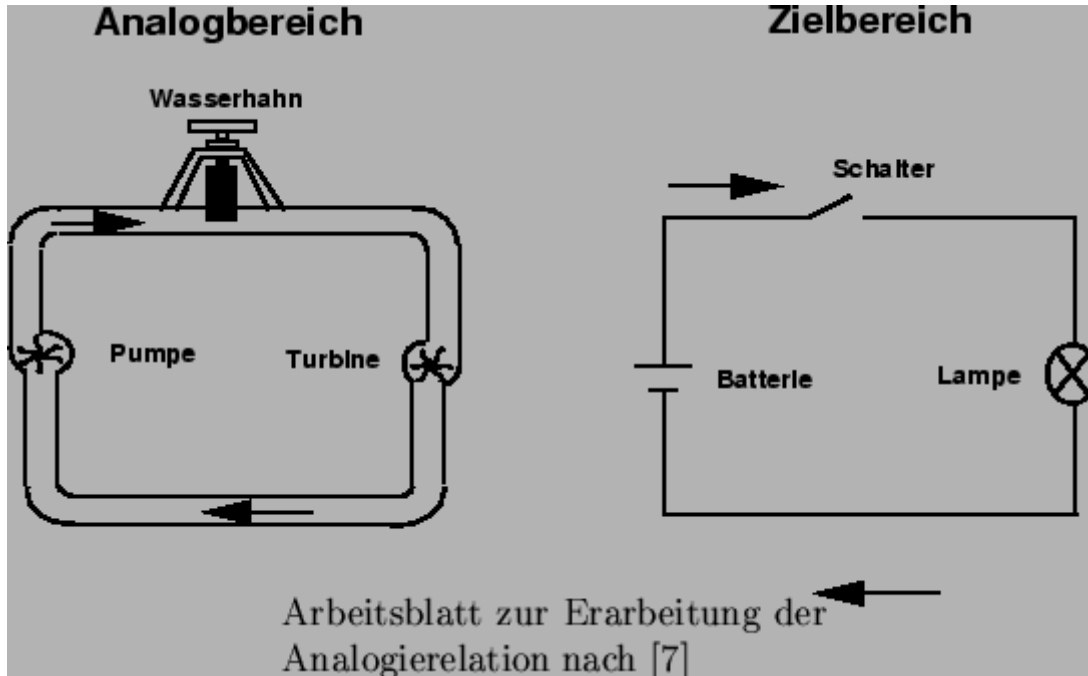 Analogbereich
Zielbereich
Wasserhahn
Schalter
Pumpe
Turbine
Batterie
Lampe
Arbeitsblatt zur Erarbeitung der
Analogierelation nach [7]